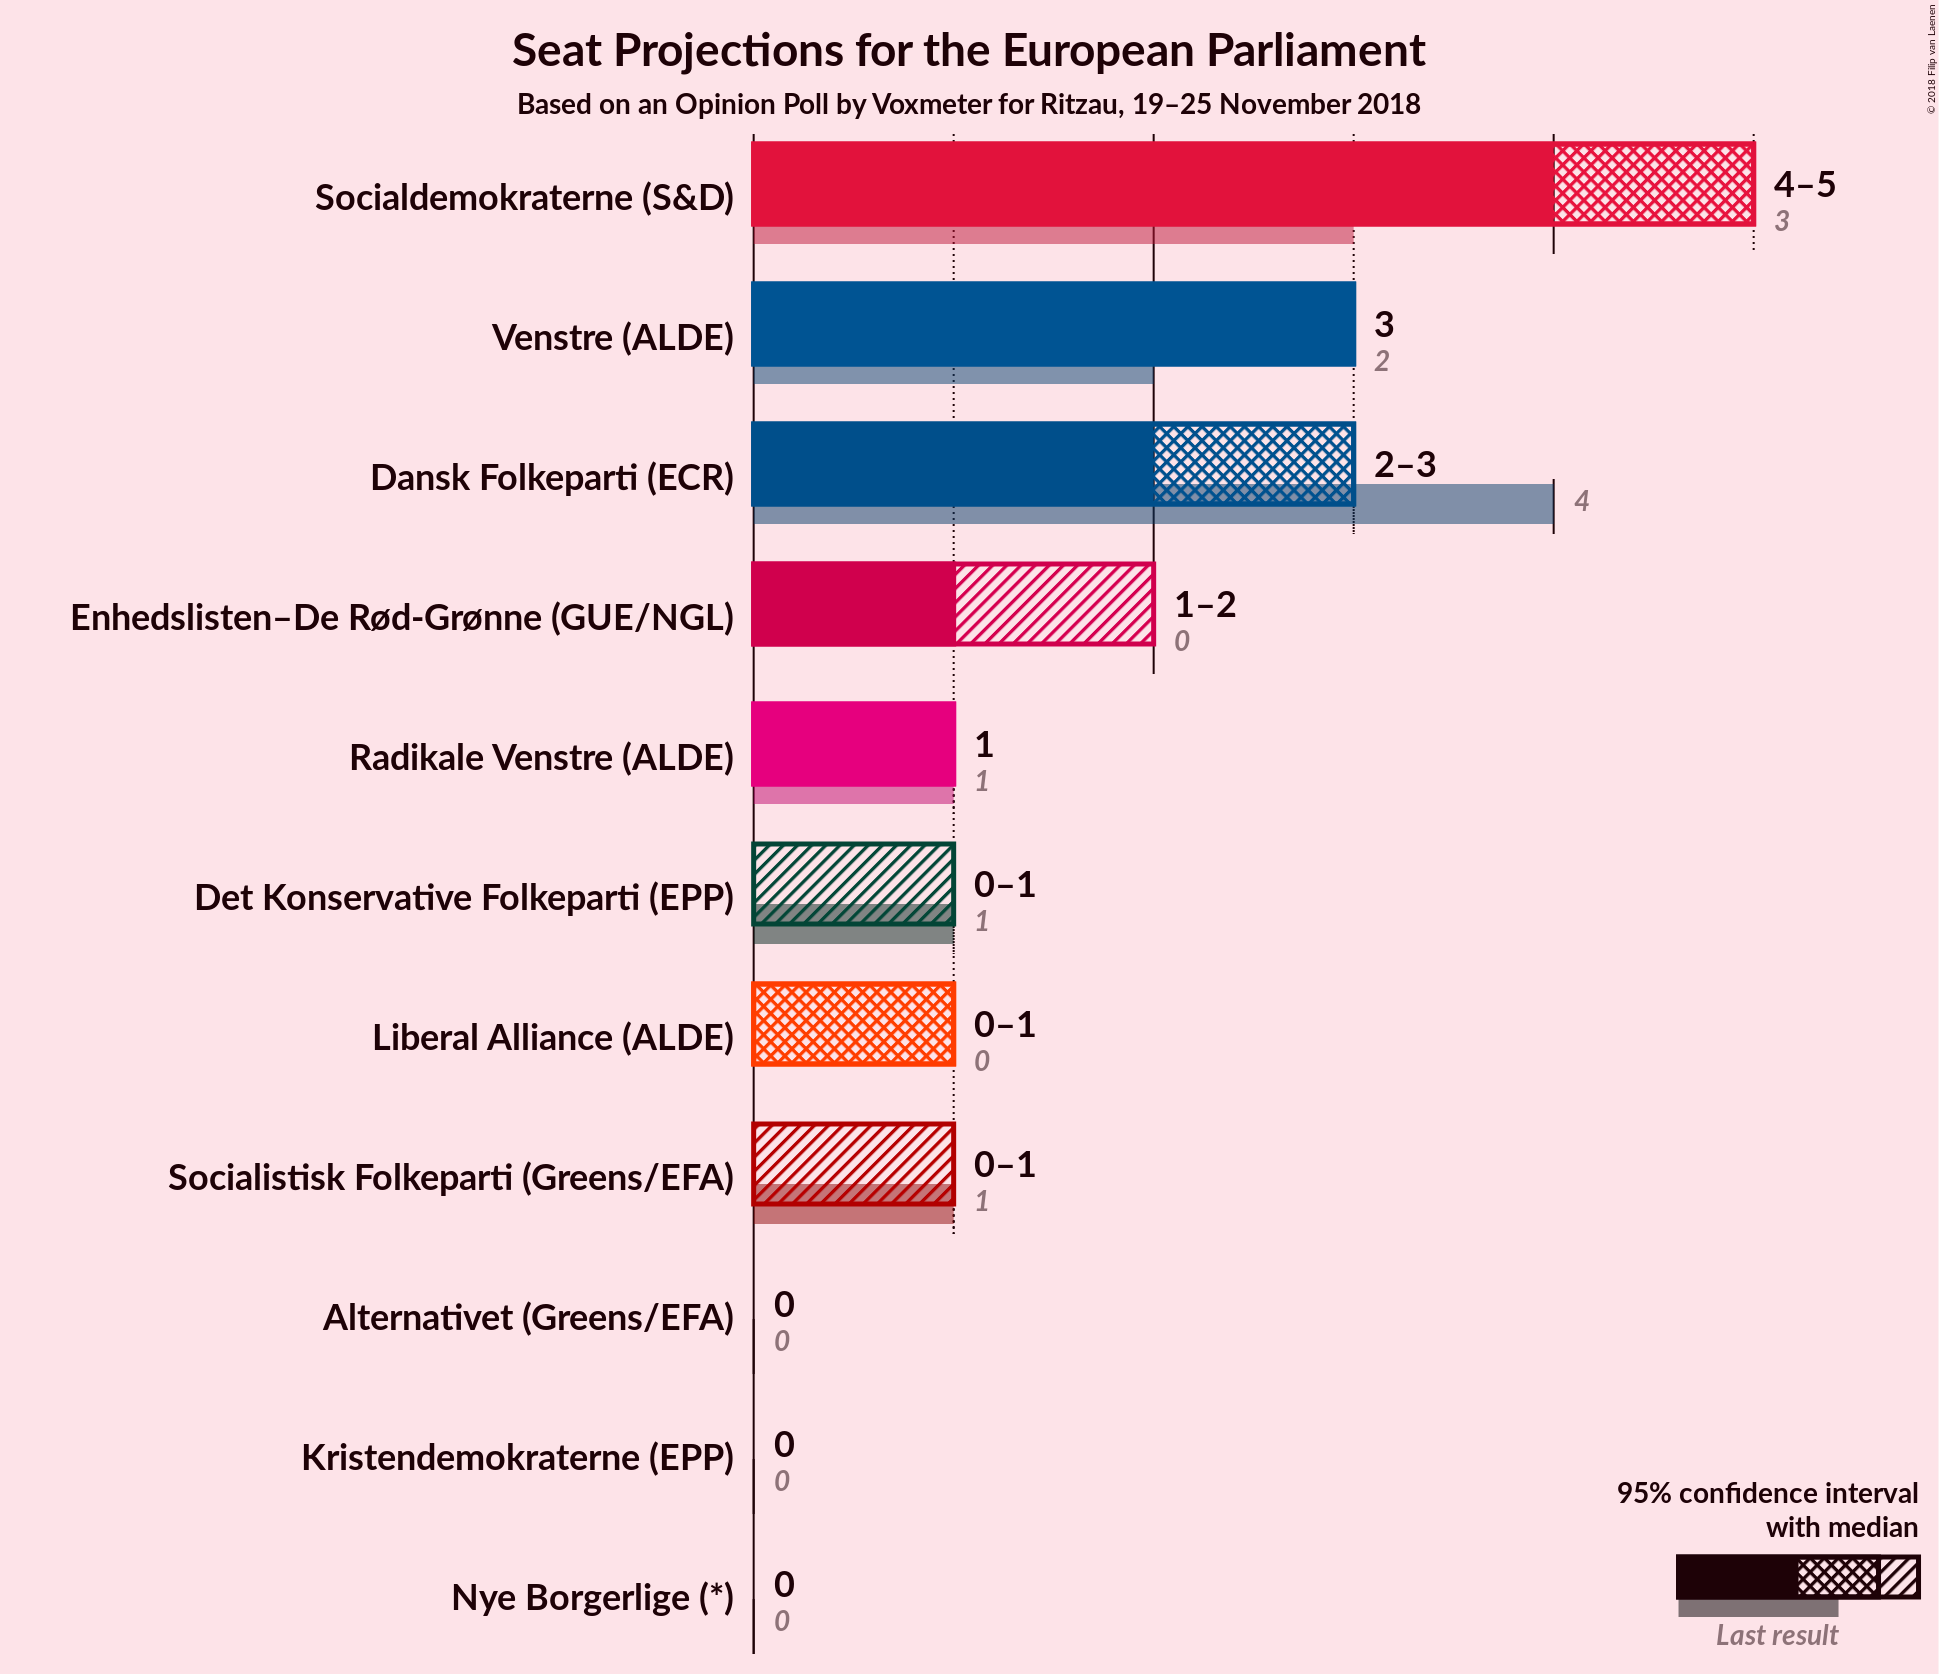 Seat Projections for the European Parliament
Based on an Opinion Poll by Voxmeter for Ritzau, 19–25 November 2018
© 2018 Filip van Laenen
Socialdemokraterne (S&D)
4–5
3
Venstre (ALDE)
3
2
Dansk Folkeparti (ECR)
2–3
4
Enhedslisten–De Rød-Grønne (GUE/NGL)
1–2
0
Radikale Venstre (ALDE)
1
1
Det Konservative Folkeparti (EPP)
0–1
1
Liberal Alliance (ALDE)
0–1
0
Socialistisk Folkeparti (Greens/EFA)
0–1
1
Alternativet (Greens/EFA)
0
0
Kristendemokraterne (EPP)
0
0
Nye Borgerlige (*)
0
0
95% confidence interval
with median
Last result